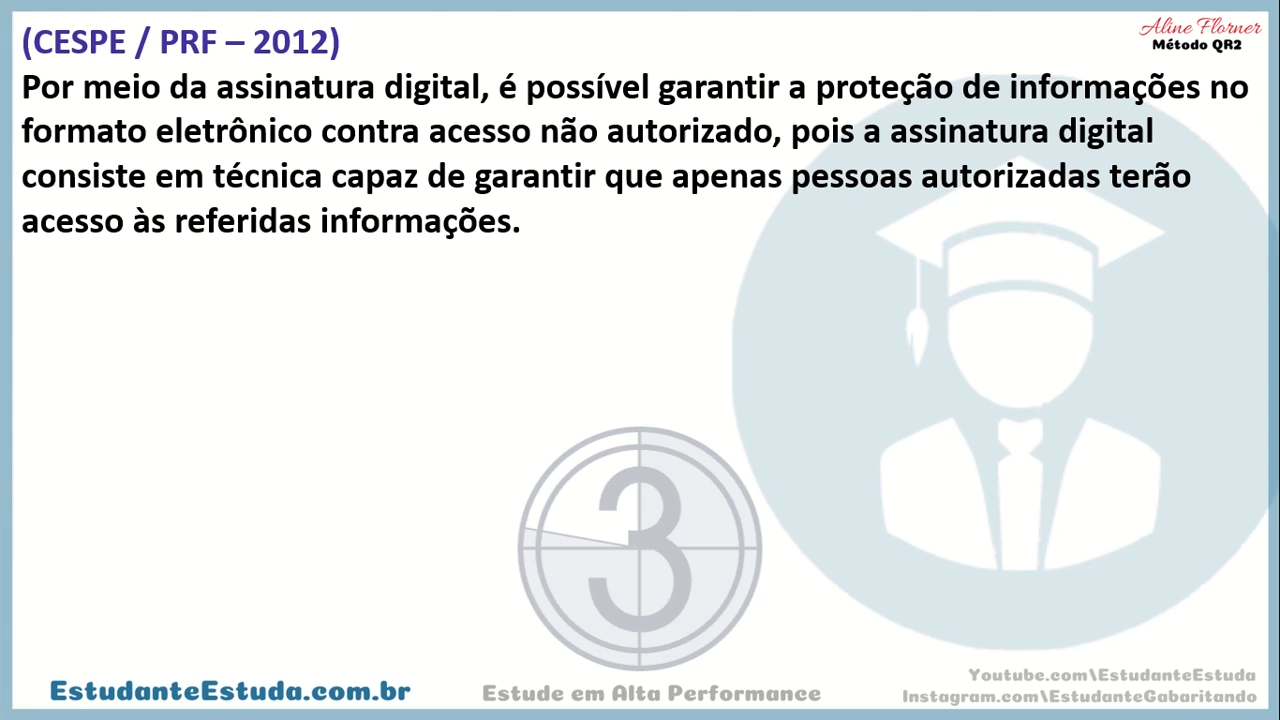 (CESPE / PRF – 2012)
Aline Florner
Método QR2
Por meio da assinatura digital, é possível garantir a proteção de informações no
formato eletrônico contra acesso não autorizado, pois a assinatura digital
consiste em técnica capaz de garantir que apenas pessoas autorizadas terão
acesso às referidas informações.
3
EstudanteEstuda.com.br
Estude em Alta Performance
Youtube.com\EstudanteEstuda
Instagram.com\EstudanteGabaritando